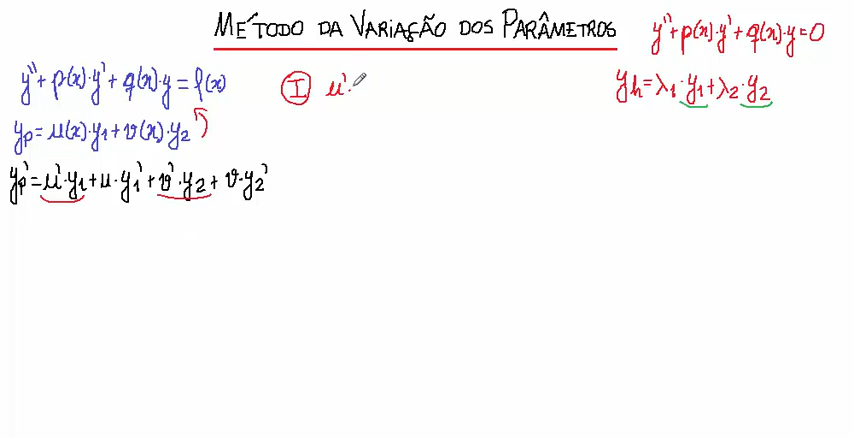 MÉTODO DA VARIAÇÃO DOS PARÂMETROS
y''+p(x)·y'+q(x)·y=0
y''+p(x)·y'+q(x)·y=f(x)
I u'·
yh=λ1·y1+λ2·y2
yp=u(x)·y1+v(x)·y2
yp'=u'·y1+u·y1'+v'·y2+v·y2'